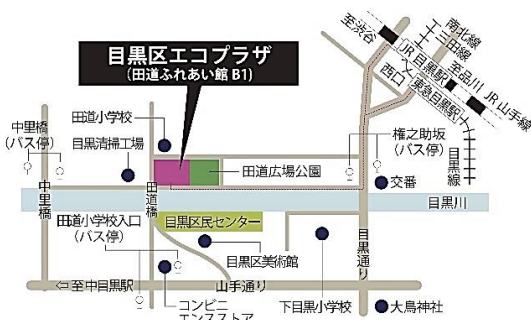 目黒区エコプラザ
(田道ふれあい館 B1)
至渋谷
南北線
三田線
JR目黒駅
至品川 JR山手線
西口
東急目黒駅
目黒線
田道小学校
中里橋
(バス停)
目黒清掃工場
権之助坂
(バス停)
田道広場公園
交番
中里橋
田道橋
目黒川
田道小学校入口
(バス停)
目黒区民センター
目黒区美術館
目黒通り
←至中目黒駅
山手通り
下目黒小学校
大鳥神社
コンビニ
エンスストア